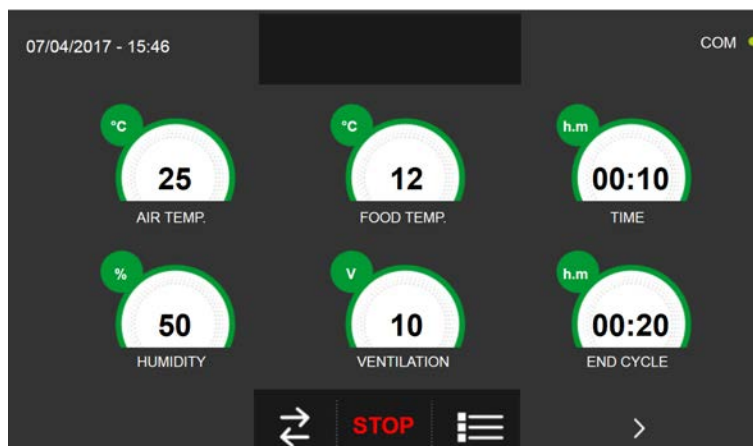 07/04/2017 - 15:46
COM
°C
°C
h.m
25
12
00:10
AIR TEMP.
FOOD TEMP.
TIME
%
V
h.m
50
10
00:20
HUMIDITY
VENTILATION
END CYCLE
STOP